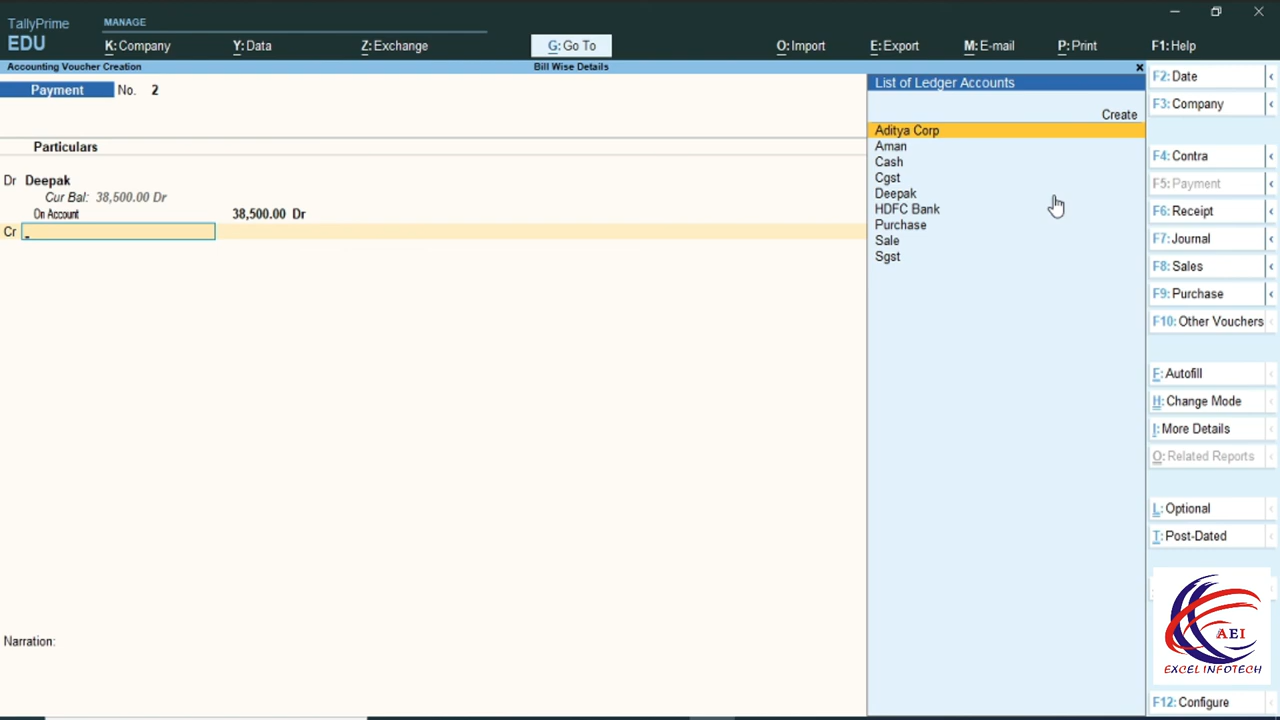 TallyPrime
EDU
MANAGE
K: Company
Y: Data
Z: Exchange
G: Go To
O: Import
E: Export
M: E-mail
P: Print
F1: Help
Accounting Voucher Creation
Bill Wise Details
Payment No. 2
Particulars
Dr Deepak
Cur Bal: 38,500.00 Dr
On Account 38,500.00 Dr
Cr
Narration:
List of Ledger Accounts
Create
Aditya Corp
Aman
Cash
Cgst
Deepak
HDFC Bank
Purchase
Sale
Sgst
F2: Date
F3: Company
F4: Contra
F5: Payment
F6: Receipt
F7: Journal
F8: Sales
F9: Purchase
F10: Other Vouchers
F: Autofill
H: Change Mode
I: More Details
O: Related Reports
L: Optional
T: Post-Dated
AEI
EXCEL INFOTECH
F12: Configure